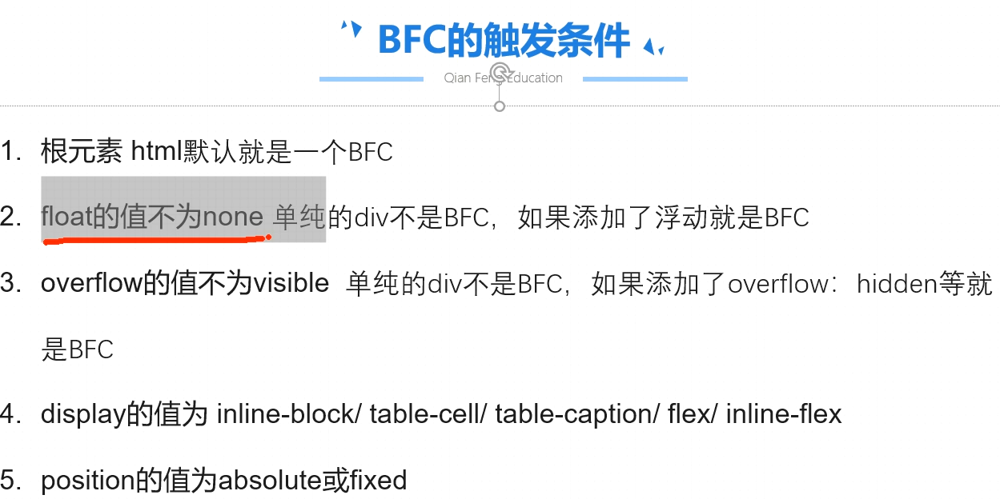 BFC的触发条件
Qian Feng Education
1. 根元素 html默认就是一个BFC
2. float的值不为none 单纯的div不是BFC，如果添加了浮动就是BFC
3. overflow的值不为visible 单纯的div不是BFC，如果添加了overflow：hidden等就
是BFC
4. display的值为 inline-block/ table-cell/ table-caption/ flex/ inline-flex
5. position的值为absolute或fixed